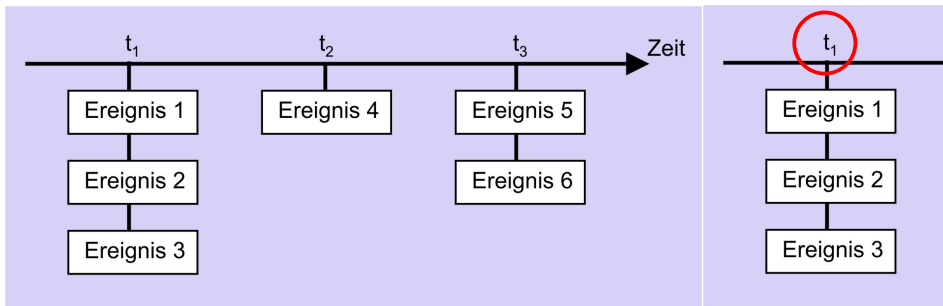 t1
t2
t3
Zeit
Ereignis 1
Ereignis 4
Ereignis 5
Ereignis 2
Ereignis 6
Ereignis 3
t1
Ereignis 1
Ereignis 2
Ereignis 3